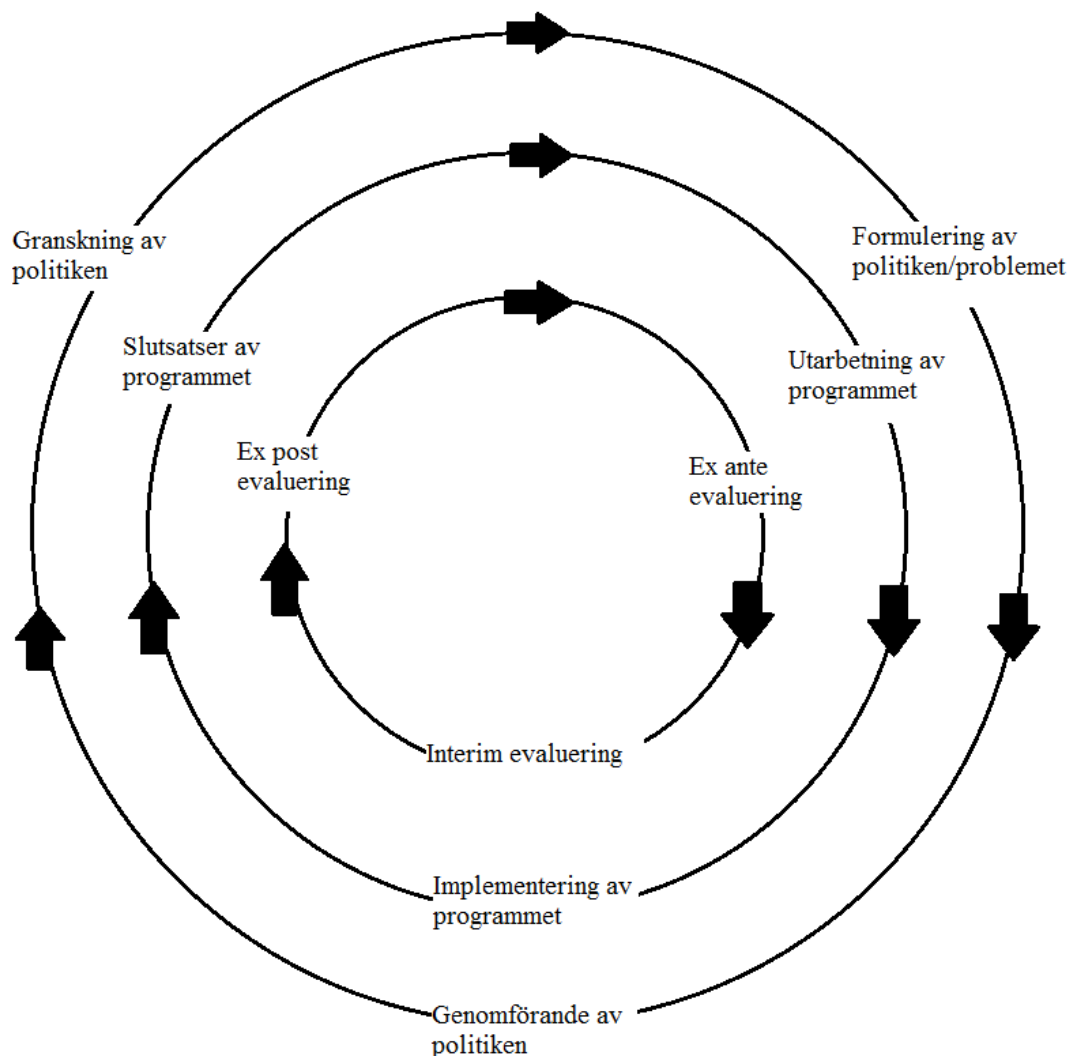 Granskning av
politiken
Formulering av
politiken/problemet
Slutsatser av
programmet
Utarbetning av
programmet
Ex post
evaluering
Ex ante
evaluering
Interim evaluering
Implementering av
programmet
Genomförande av
politiken